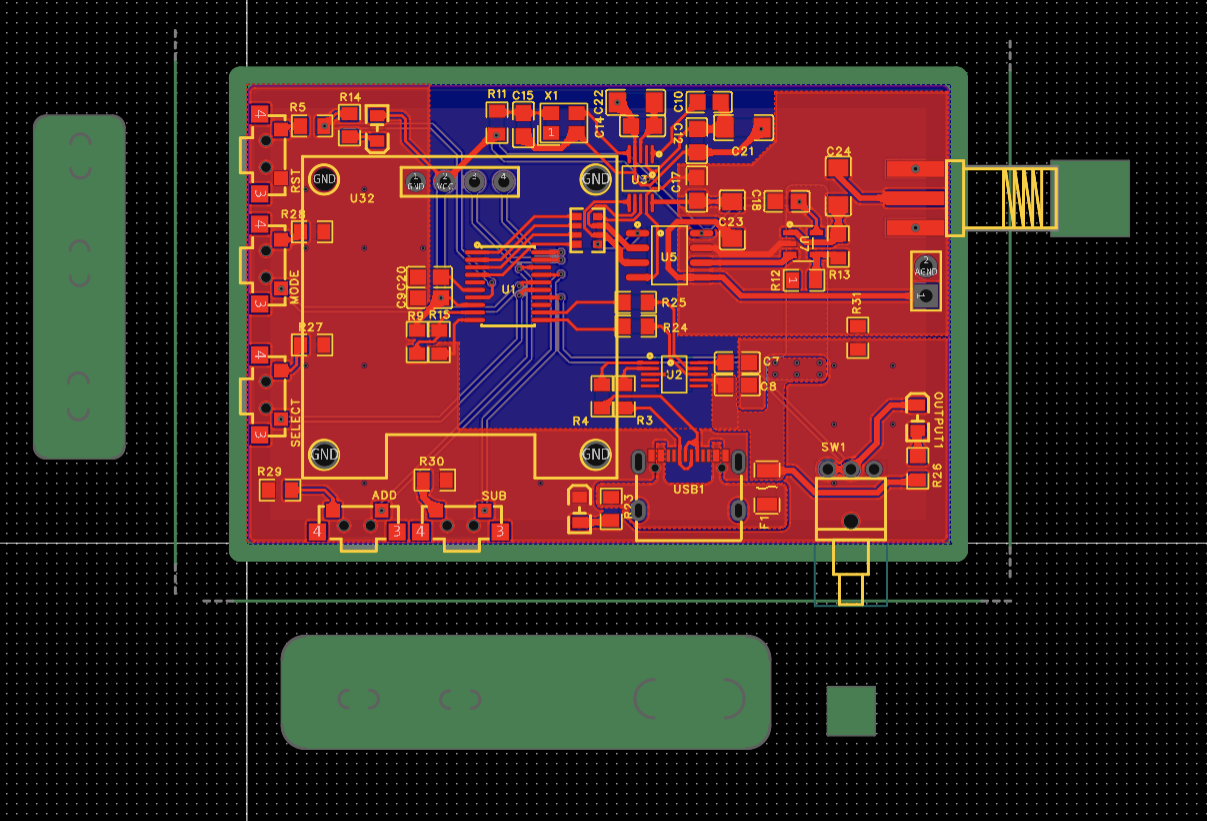 R5
R14
R11
C15
X1
C22
C10
C14
C12
C21
4
1
3
RST
GND
U32
1
GND
2
VCC
3
4
GND
U3
C17
C18
C24
4
R28
MODE
3
C23
U7
U5
R12
1
R13
2
AGND
1
C20
C9
U1
R25
R24
R31
R9
R15
4
R27
SELECT
3
U2
C7
C8
R4
R3
OUTPUT1
GND
GND
SW1
R29
R30
USB1
R26
ADD
SUB
R23
F1
4
3
4
3